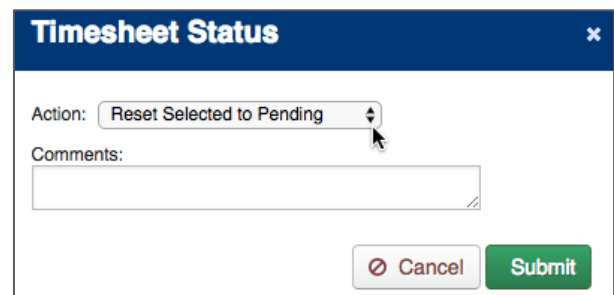 Timesheet Status
Action: Reset Selected to Pending
Comments:
Cancel Submit